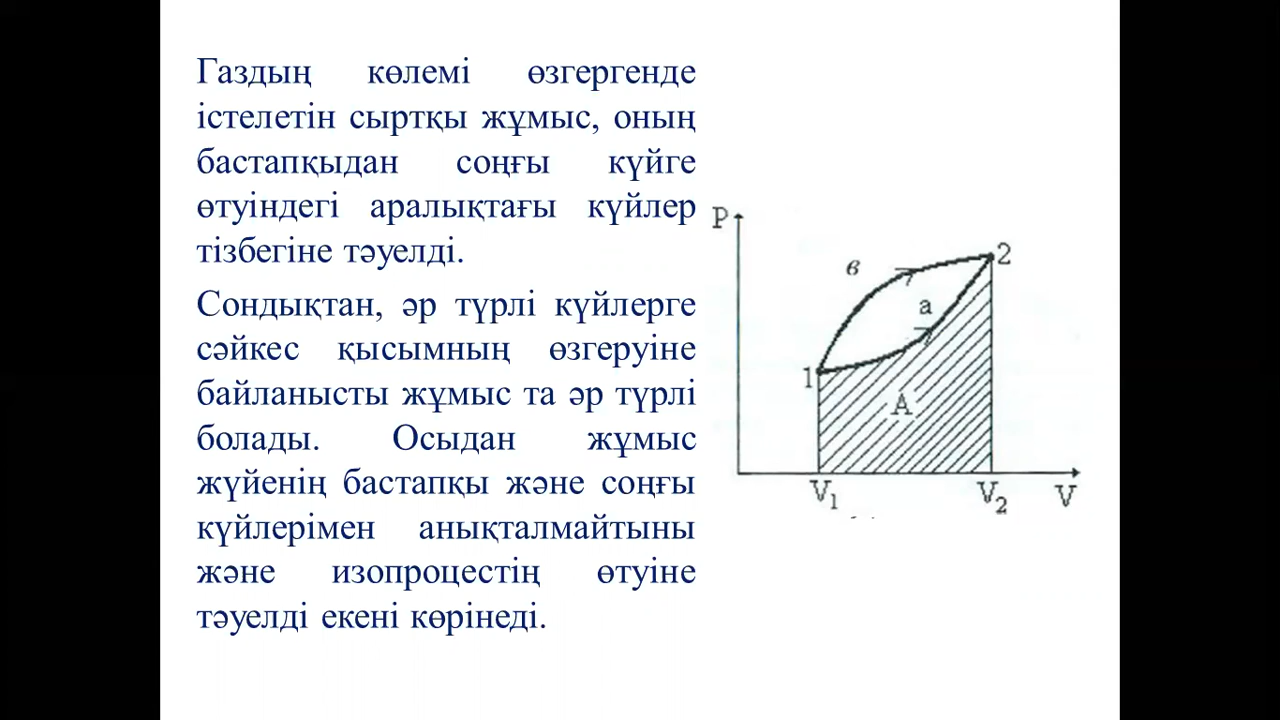 Газдың көлемі өзгергенде
істелетін сыртқы жұмыс, оның
бастапқыдан соңғы күйге
өтуіндегі аралықтағы күйлер
тізбегіне тәуелді.
Сондықтан, әр түрлі күйлерге
сәйкес қысымның өзгеруіне
байланысты жұмыс та әр түрлі
болады. Осыдан жұмыс
жүйенің бастапқы және соңғы
күйлерімен анықталмайтыны
және изопроцестің өтуіне
тәуелді екені көрінеді.
P
в
2
a
1
A
V₁
V₂
V